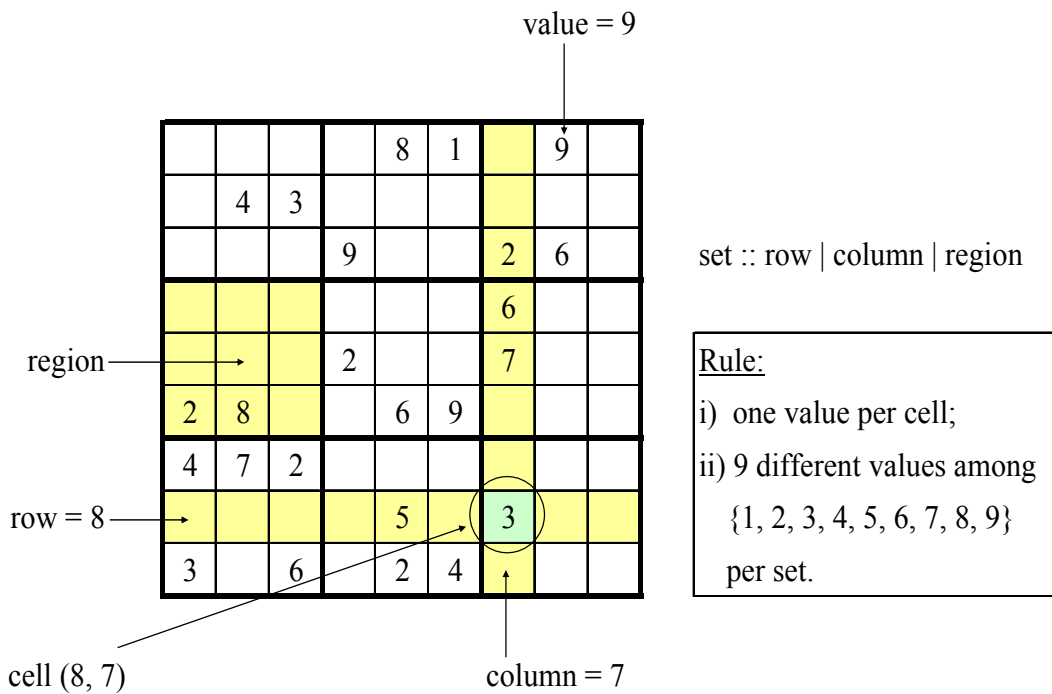 value = 9
8 1 9
4 3
9 2 6
set :: row | column | region
6
region
2 7
Rule:
2 8 6 9
i) one value per cell;
4 7 2
ii) 9 different values among
row = 8
5 3
{1, 2, 3, 4, 5, 6, 7, 8, 9}
3 6 2 4
per set.
cell (8, 7)
column = 7